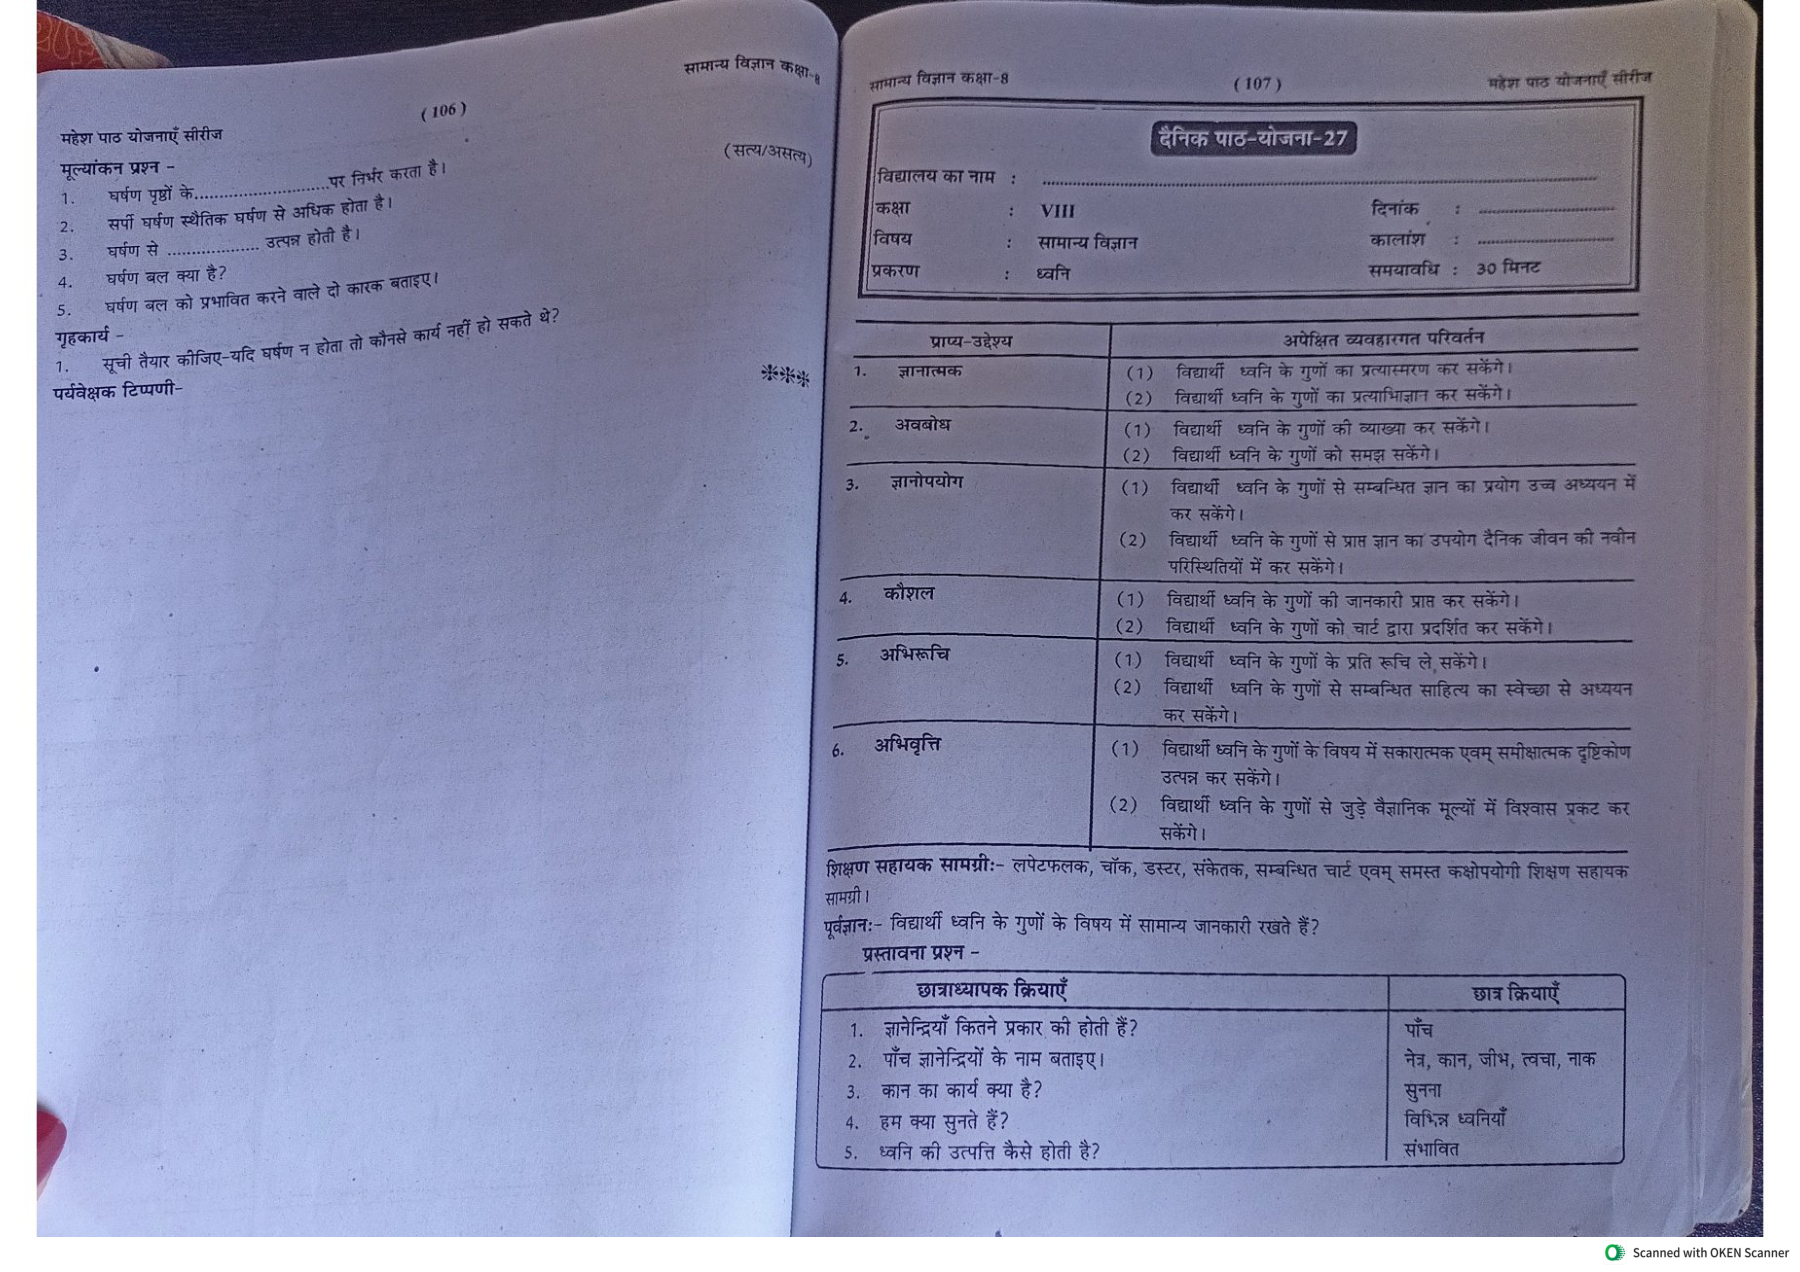 सामान्य विज्ञान कक्षा-8
( 106 )
महेश पाठ योजनाएँ सीरीज
मूल्यांकन प्रश्न -
1. घर्षण पृष्ठों के............................पर निर्भर करता है।
2. सर्पी घर्षण स्थैतिक घर्षण से अधिक होता है। (सत्य/असत्य)
3. घर्षण से ................... उत्पन्न होती है।
4. घर्षण बल क्या है?
5. घर्षण बल को प्रभावित करने वाले दो कारक बताइए।
गृहकार्य -
1. सूची तैयार कीजिए-यदि घर्षण न होता तो कौनसे कार्य नहीं हो सकते थे?
पर्यवेक्षक टिप्पणी-
सामान्य विज्ञान कक्षा-8 ( 107 ) महेश पाठ योजनाएँ सीरीज
दैनिक पाठ-योजना-27
विद्यालय का नाम : ....................
कक्षा : VIII दिनांक : ....................
विषय : सामान्य विज्ञान कालांश : ....................
प्रकरण : ध्वनि समयावधि : 30 मिनट
प्राप्य-उद्देश्य अपेक्षित व्यवहारगत परिवर्तन
1. ज्ञानात्मक (1) विद्यार्थी ध्वनि के गुणों का प्रत्यास्मरण कर सकेंगे।
(2) विद्यार्थी ध्वनि के गुणों का प्रत्याभिाज्ञान कर सकेंगे।
2. अवबोध (1) विद्यार्थी ध्वनि के गुणों की व्याख्या कर सकेंगे।
(2) विद्यार्थी ध्वनि के गुणों को समझ सकेंगे।
3. ज्ञानोपयोग (1) विद्यार्थी ध्वनि के गुणों से सम्बन्धित ज्ञान का प्रयोग उच्च अध्ययन में
कर सकेंगे।
(2) विद्यार्थी ध्वनि के गुणों से प्राप्त ज्ञान का उपयोग दैनिक जीवन की नवीन
परिस्थितियों में कर सकेंगे।
4. कौशल (1) विद्यार्थी ध्वनि के गुणों की जानकारी प्राप्त कर सकेंगे।
(2) विद्यार्थी ध्वनि के गुणों को चार्ट द्वारा प्रदर्शित कर सकेंगे।
5. अभिरूचि (1) विद्यार्थी ध्वनि के गुणों के प्रति रूचि ले सकेंगे।
(2) विद्यार्थी ध्वनि के गुणों से सम्बन्धित साहित्य का स्वेच्छा से अध्ययन
कर सकेंगे।
6. अभिवृत्ति (1) विद्यार्थी ध्वनि के गुणों के विषय में सकारात्मक एवम् समीक्षात्मक दृष्टिकोण
उत्पन्न कर सकेंगे।
(2) विद्यार्थी ध्वनि के गुणों से जुड़े वैज्ञानिक मूल्यों में विश्वास प्रकट कर
सकेंगे।
शिक्षण सहायक सामग्रीः- लपेटफलक, चॉक, डस्टर, संकेतक, सम्बन्धित चार्ट एवम् समस्त कक्षोपयोगी शिक्षण सहायक
सामग्री।
पूर्वज्ञानः- विद्यार्थी ध्वनि के गुणों के विषय में सामान्य जानकारी रखते हैं?
प्रस्तावना प्रश्न -
छात्राध्यापक क्रियाएँ छात्र क्रियाएँ
1. ज्ञानेन्द्रियाँ कितने प्रकार की होती हैं? पाँच
2. पाँच ज्ञानेन्द्रियों के नाम बताइए। नेत्र, कान, जीभ, त्वचा, नाक
3. कान का कार्य क्या है? सुनना
4. हम क्या सुनते हैं? विभिन्न ध्वनियाँ
5. ध्वनि की उत्पत्ति कैसे होती है? संभावित
Scanned with OKEN Scanner